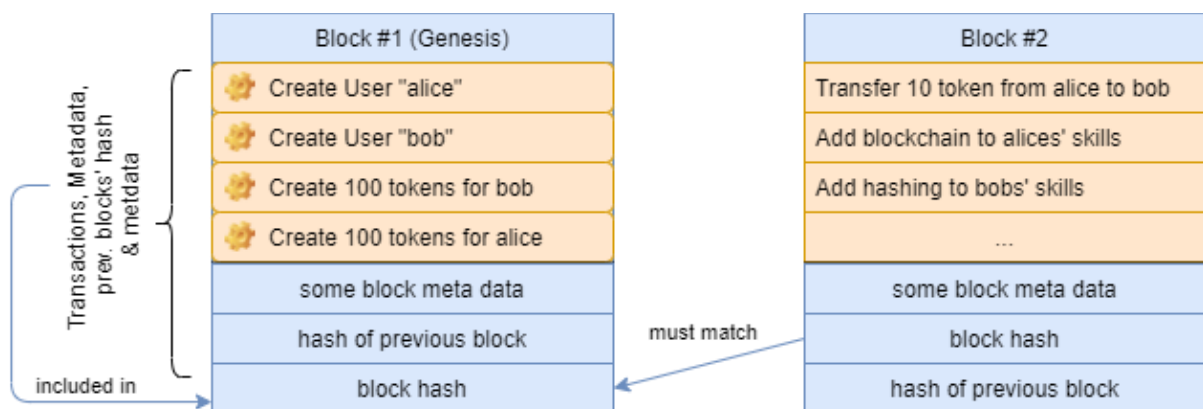 Block #1 (Genesis)
Create User "alice"
Create User "bob"
Create 100 tokens for bob
Create 100 tokens for alice
some block meta data
hash of previous block
block hash
Transactions, Metadata,
prev. blocks' hash
& metdata
included in
must match
Block #2
Transfer 10 token from alice to bob
Add blockchain to alices' skills
Add hashing to bobs' skills
...
some block meta data
block hash
hash of previous block